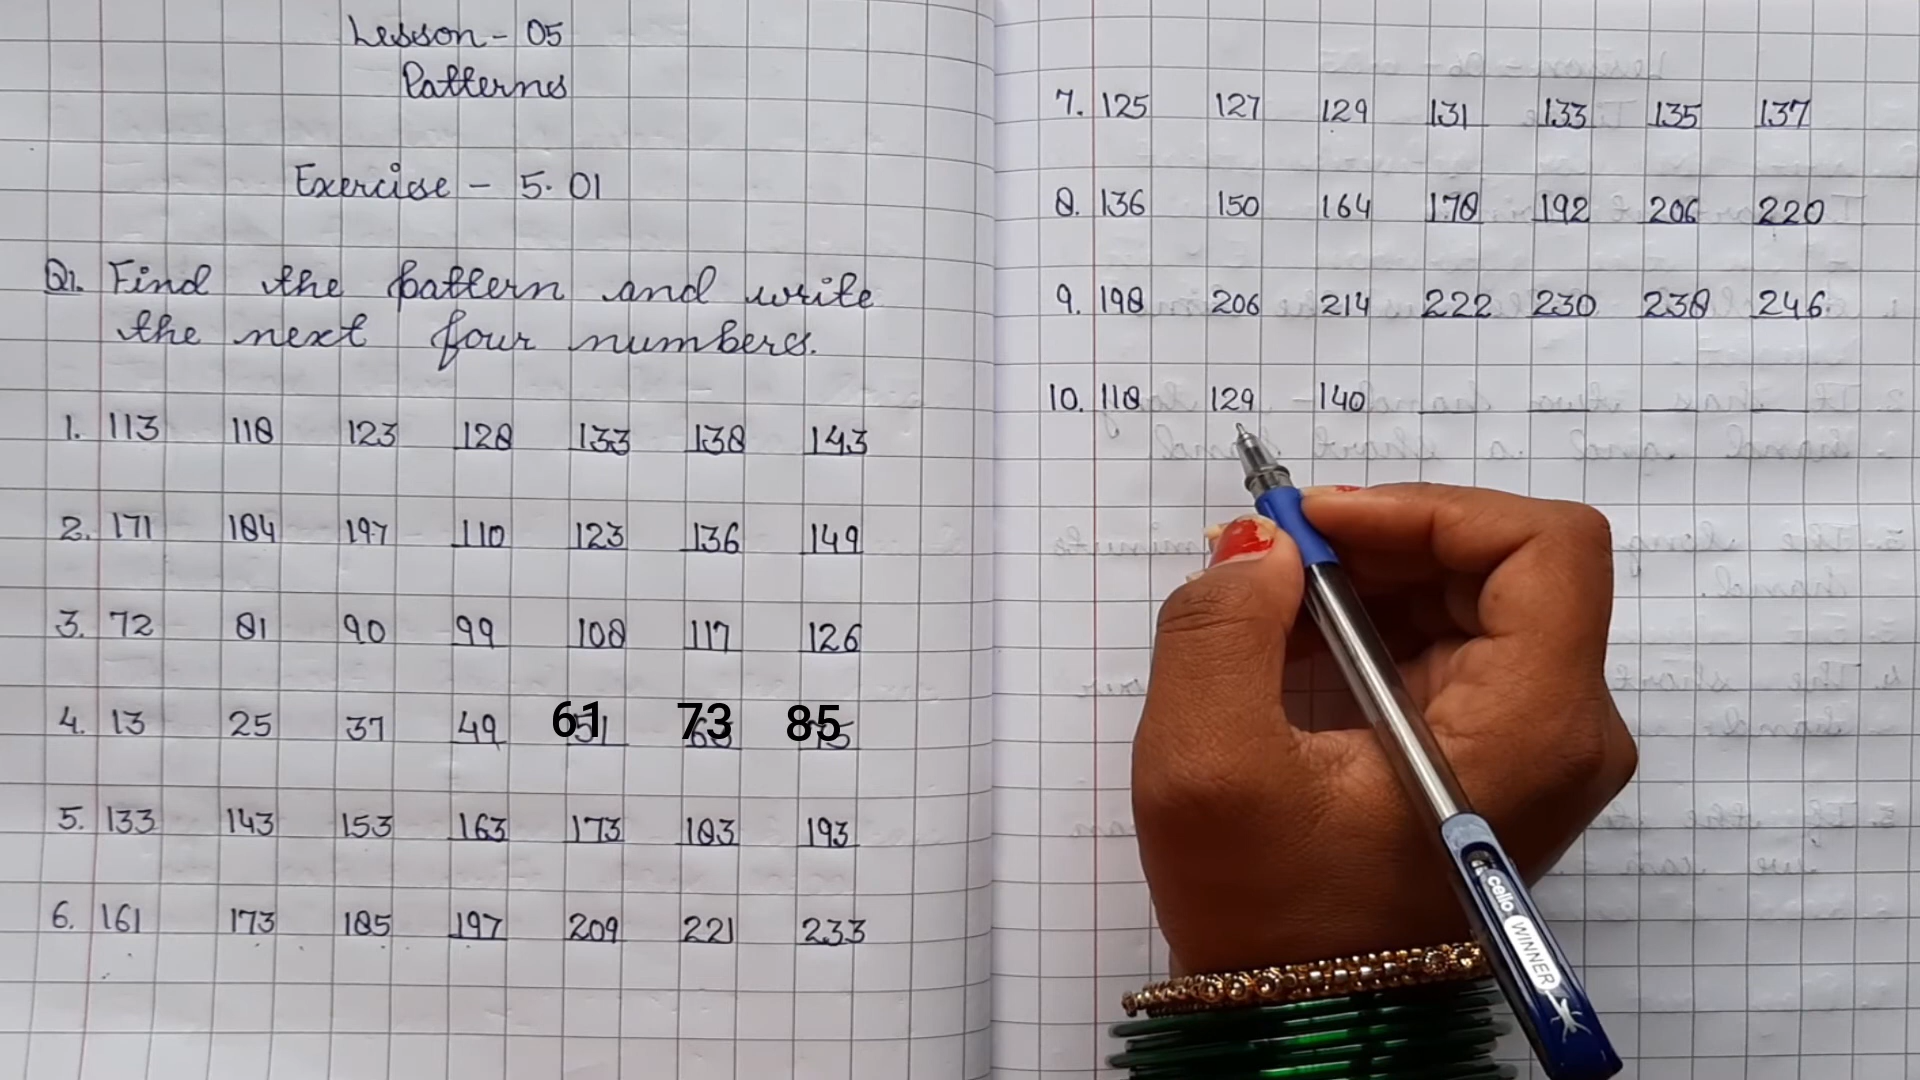 Lesson - 05
Patterns
Exercise - 5.01
Q1. Find the pattern and write
the next four numbers.
1. 113 118 123 128 133 138 143
2. 171 184 197 110 123 136 149
3. 72 81 90 99 108 117 126
4. 13 25 37 49 61 73 85
5. 133 143 153 163 173 183 193
6. 161 173 185 197 209 221 233
7. 125 127 129 131 133 135 137
8. 136 150 164 178 192 206 220
9. 198 206 214 222 230 238 246
10. 118 129 140
cello WINNER